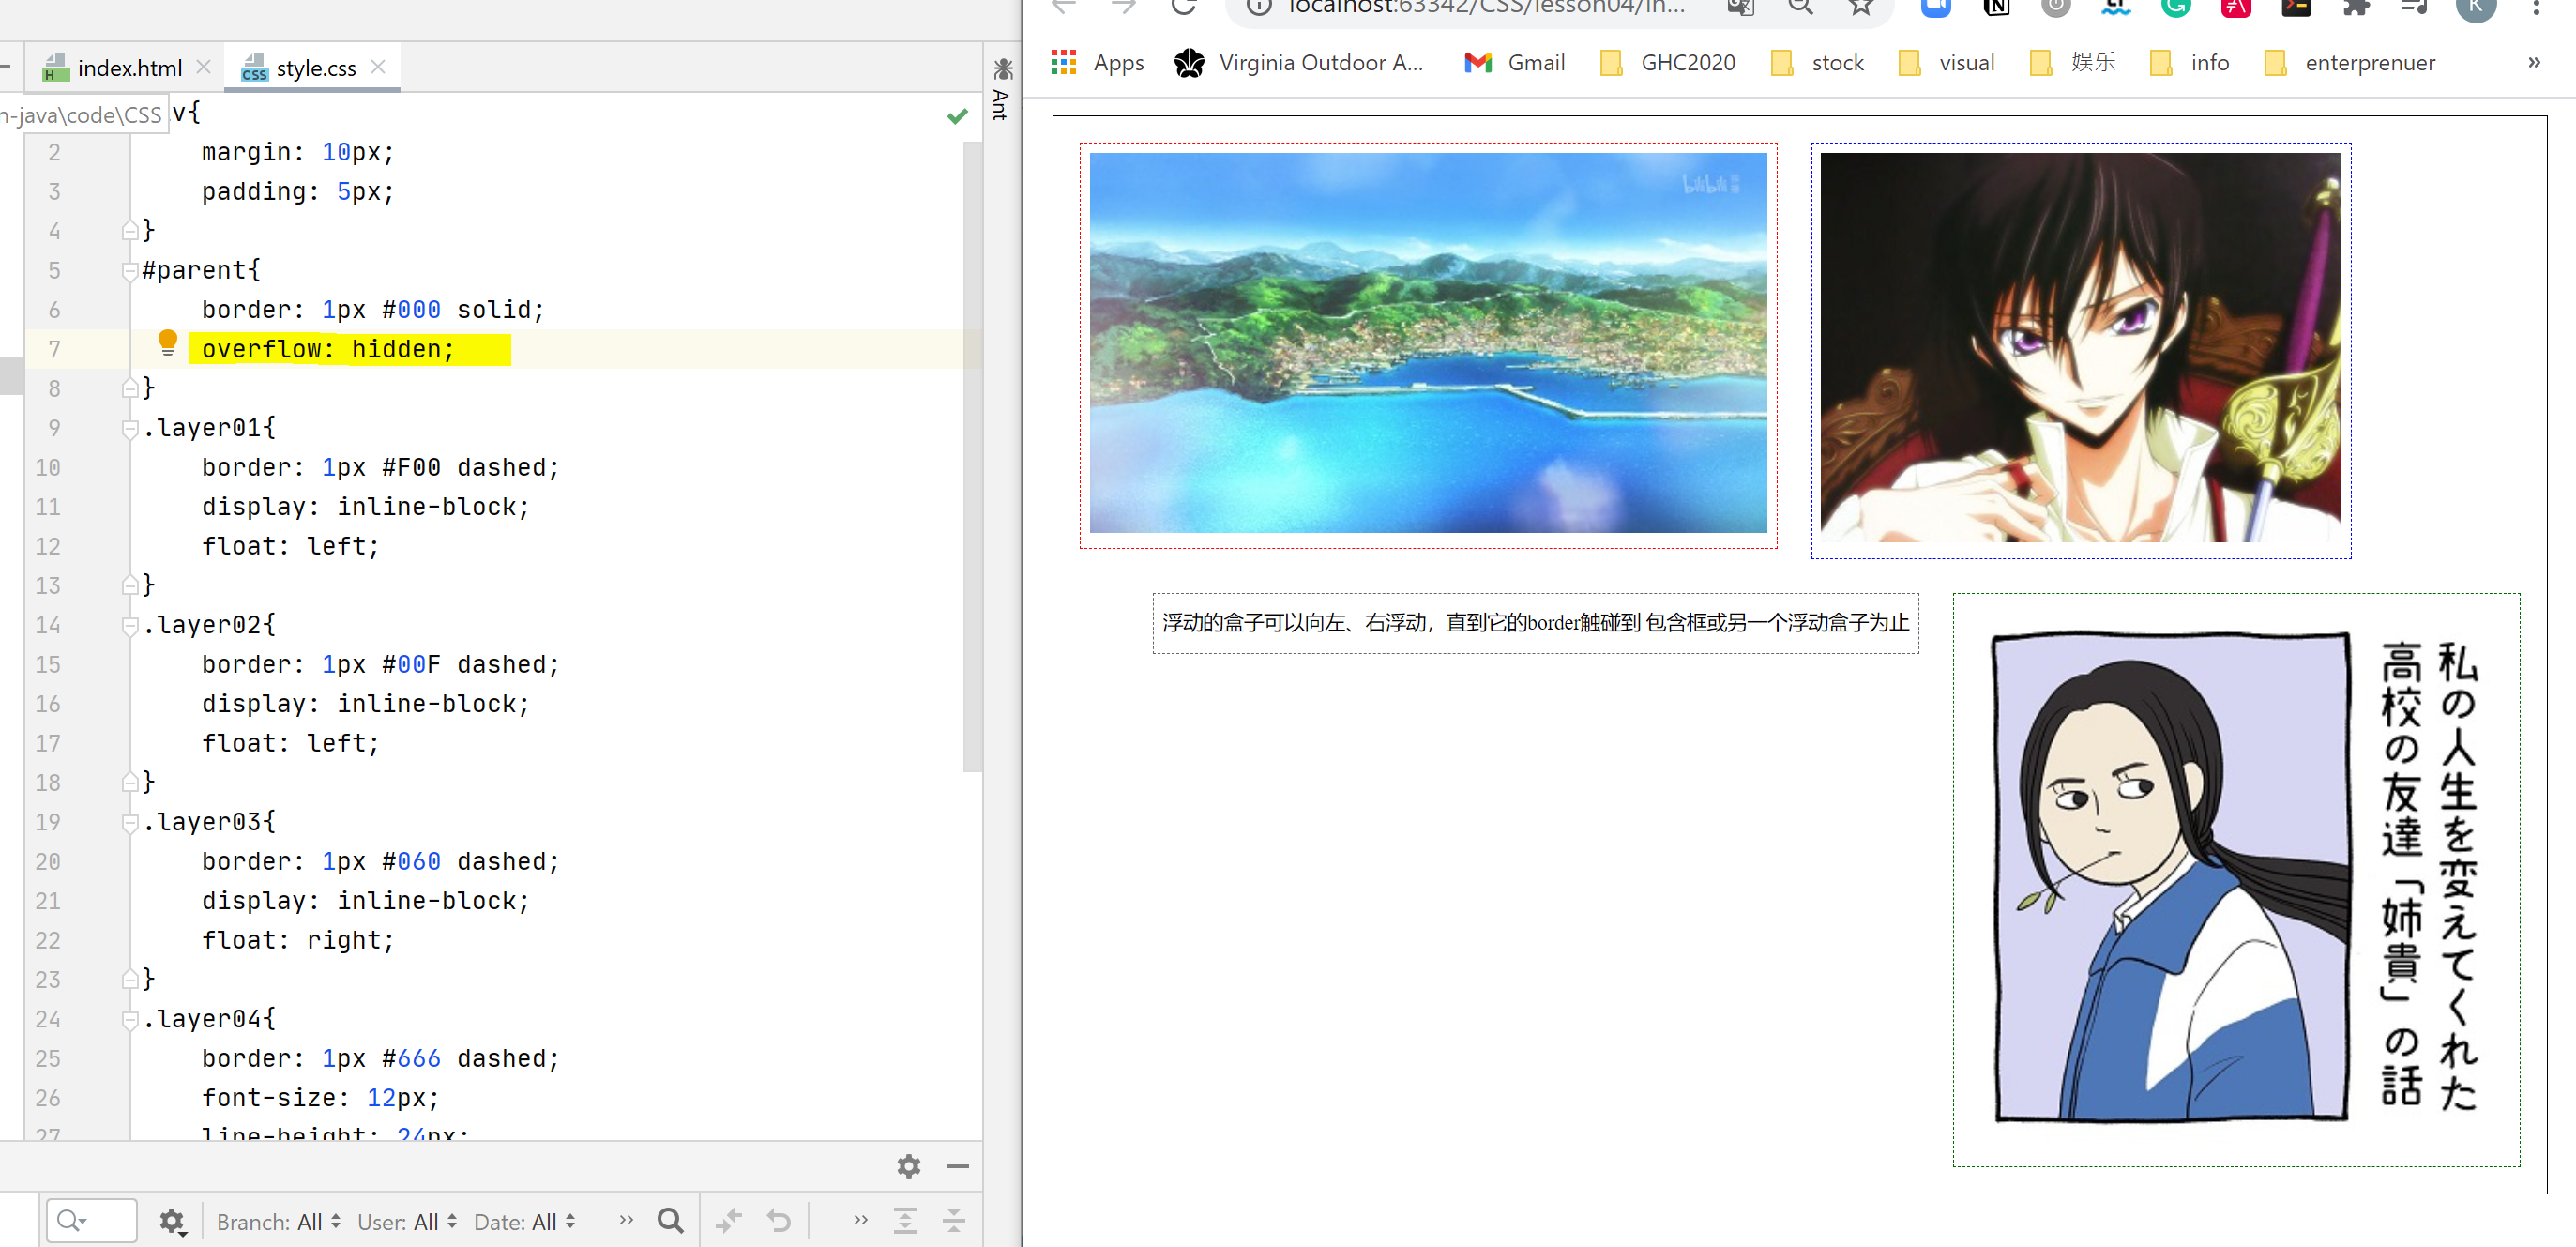 index.html
style.css
n-java\code\CSS
v{
2 margin: 10px;
3 padding: 5px;
4 }
5 #parent{
6 border: 1px #000 solid;
7 overflow: hidden;
8 }
9 .layer01{
10 border: 1px #F00 dashed;
11 display: inline-block;
12 float: left;
13 }
14 .layer02{
15 border: 1px #00F dashed;
16 display: inline-block;
17 float: left;
18 }
19 .layer03{
20 border: 1px #060 dashed;
21 display: inline-block;
22 float: right;
23 }
24 .layer04{
25 border: 1px #666 dashed;
26 font-size: 12px;
27 line-height: 24px;
Branch: All User: All Date: All
Ant
localhost:63342/CSS/lesson04/in...
Apps Virginia Outdoor A... Gmail GHC2020 stock visual 娱乐 info enterprenuer »
bilibili
浮动的盒子可以向左、右浮动，直到它的border触碰到 包含框或另一个浮动盒子为止
私の人生を変えてくれた
高校の友達「姉貴」の話